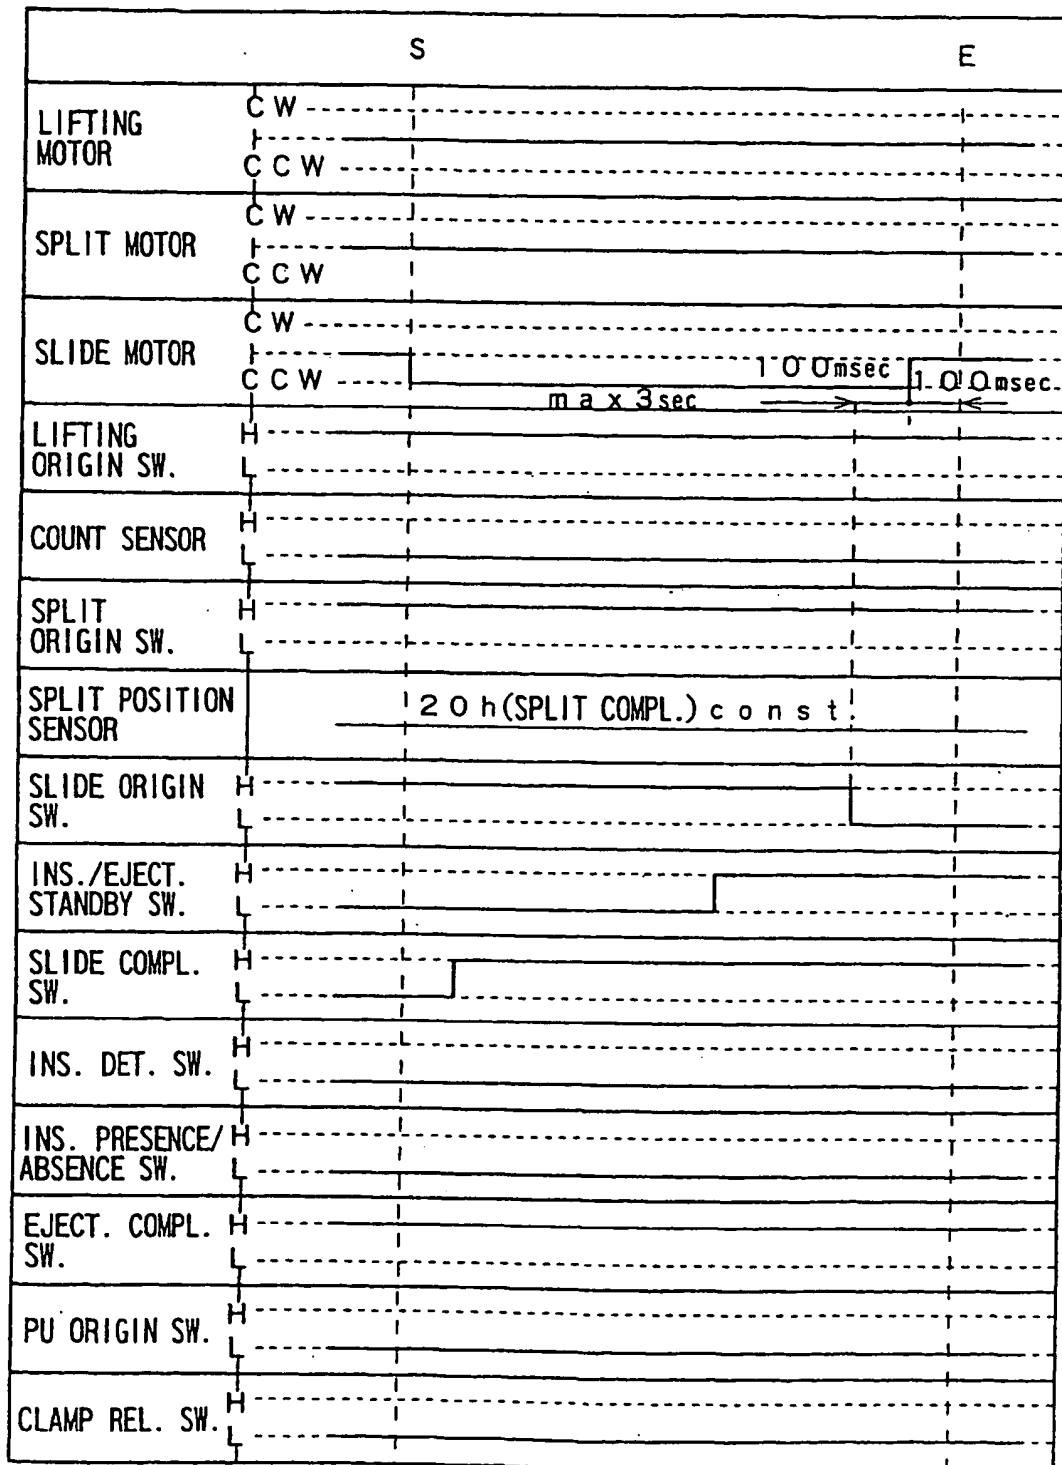 S E
LIFTING MOTOR
CW
CCW
SPLIT MOTOR
CW
CCW
SLIDE MOTOR
CW
CCW
max 3sec
100msec
100msec
LIFTING ORIGIN SW.
H
L
COUNT SENSOR
H
L
SPLIT ORIGIN SW.
H
L
SPLIT POSITION SENSOR
20h(SPLIT COMPL.) const.
SLIDE ORIGIN SW.
H
L
INS./EJECT. STANDBY SW.
H
L
SLIDE COMPL. SW.
H
L
INS. DET. SW.
H
L
INS. PRESENCE/ ABSENCE SW.
H
L
EJECT. COMPL. SW.
H
L
PU ORIGIN SW.
H
L
CLAMP REL. SW.
H
L